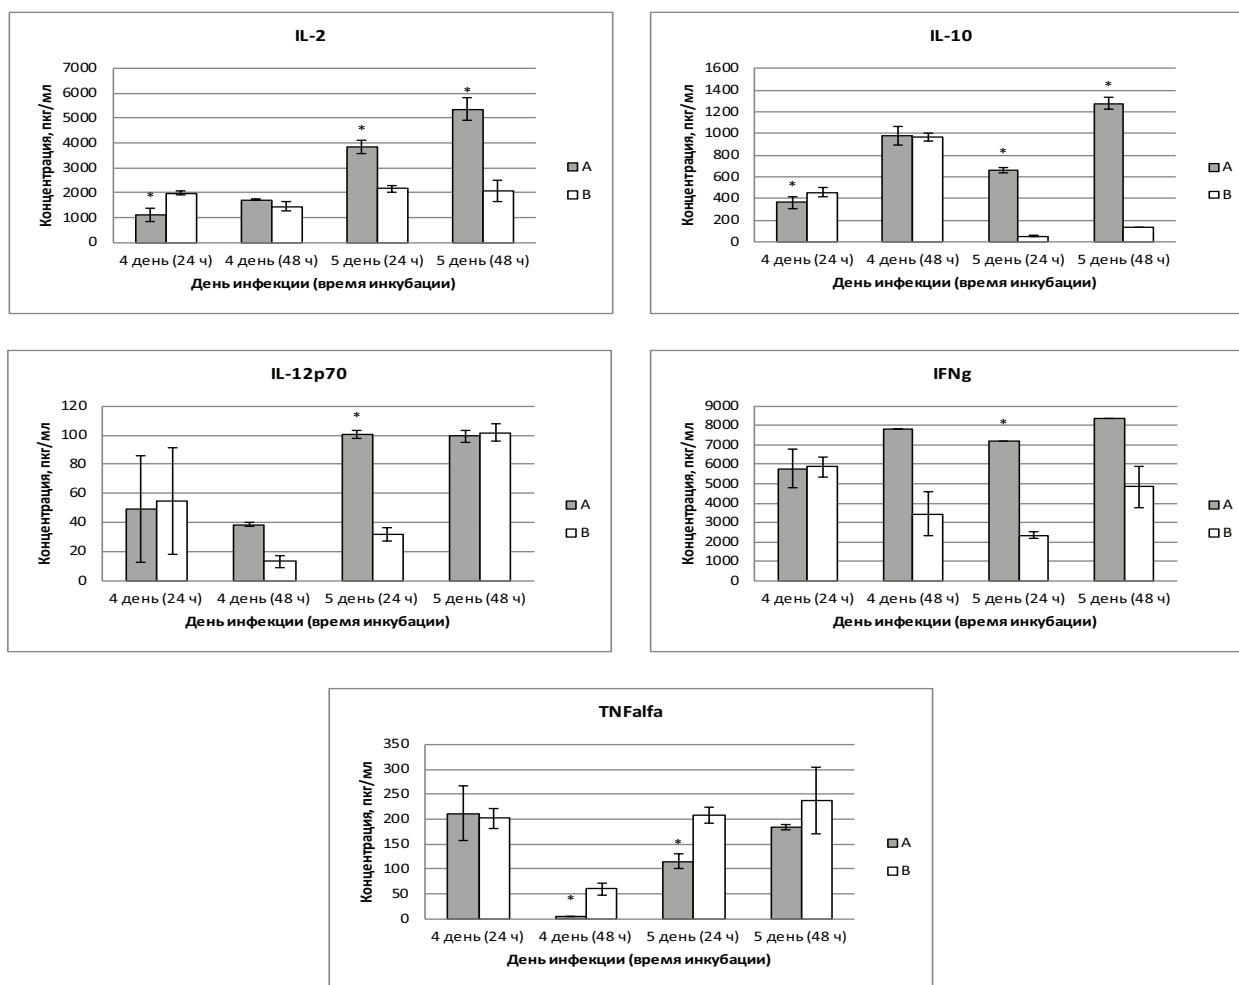 IL-2
Концентрация, пкг/мл
7000
6000
5000
4000
3000
2000
1000
0
*
*
*
A
B
4 день (24 ч) 4 день (48 ч) 5 день (24 ч) 5 день (48 ч)
День инфекции (время инкубации)
IL-10
Концентрация, пкг/мл
1600
1400
1200
1000
800
600
400
200
0
*
*
*
A
B
4 день (24 ч) 4 день (48 ч) 5 день (24 ч) 5 день (48 ч)
День инфекции (время инкубации)
IL-12p70
Концентрация, пкг/мл
120
100
80
60
40
20
0
*
A
B
4 день (24 ч) 4 день (48 ч) 5 день (24 ч) 5 день (48 ч)
День инфекции (время инкубации)
IFNg
Концентрация, пкг/мл
9000
8000
7000
6000
5000
4000
3000
2000
1000
0
*
A
B
4 день (24 ч) 4 день (48 ч) 5 день (24 ч) 5 день (48 ч)
День инфекции (время инкубации)
TNFalfa
Концентрация, пкг/мл
350
300
250
200
150
100
50
0
*
*
A
B
4 день (24 ч) 4 день (48 ч) 5 день (24 ч) 5 день (48 ч)
День инфекции (время инкубации)